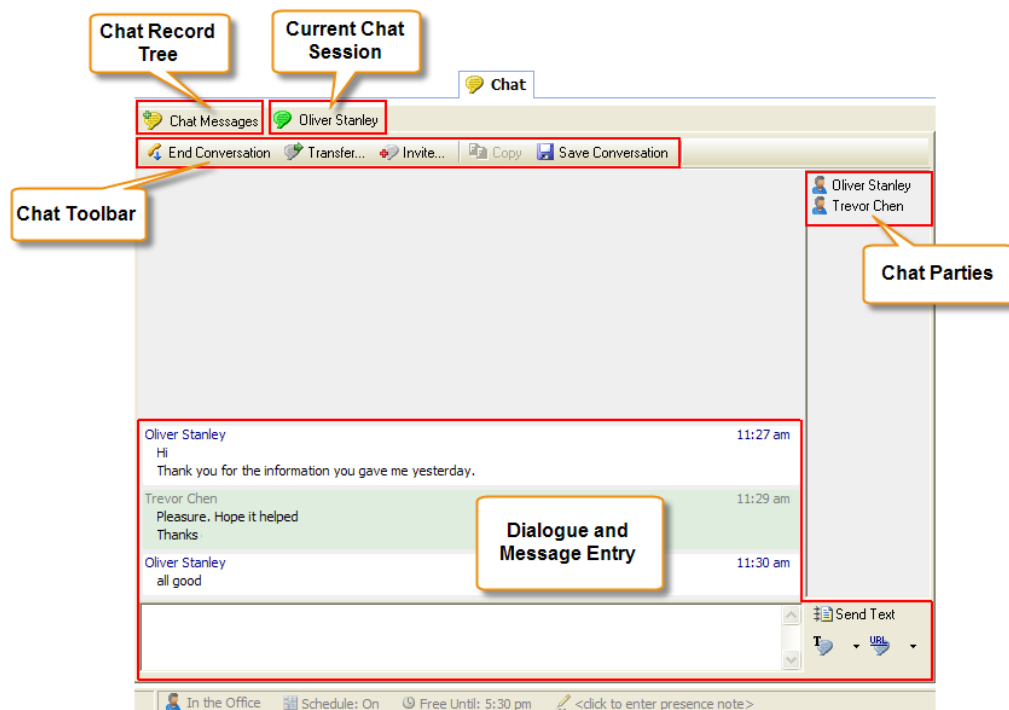 Chat Record
Tree
Current Chat
Session
Chat
Chat Messages
Oliver Stanley
End Conversation
Transfer...
Invite...
Copy
Save Conversation
Oliver Stanley
Trevor Chen
Chat Toolbar
Chat Parties
Oliver Stanley 11:27 am
Hi
Thank you for the information you gave me yesterday.
Trevor Chen 11:29 am
Pleasure. Hope it helped
Thanks
Dialogue and
Message Entry
Oliver Stanley 11:30 am
all good
Send Text
T
URL
In the Office
Schedule: On
Free Until: 5:30 pm
<click to enter presence note>